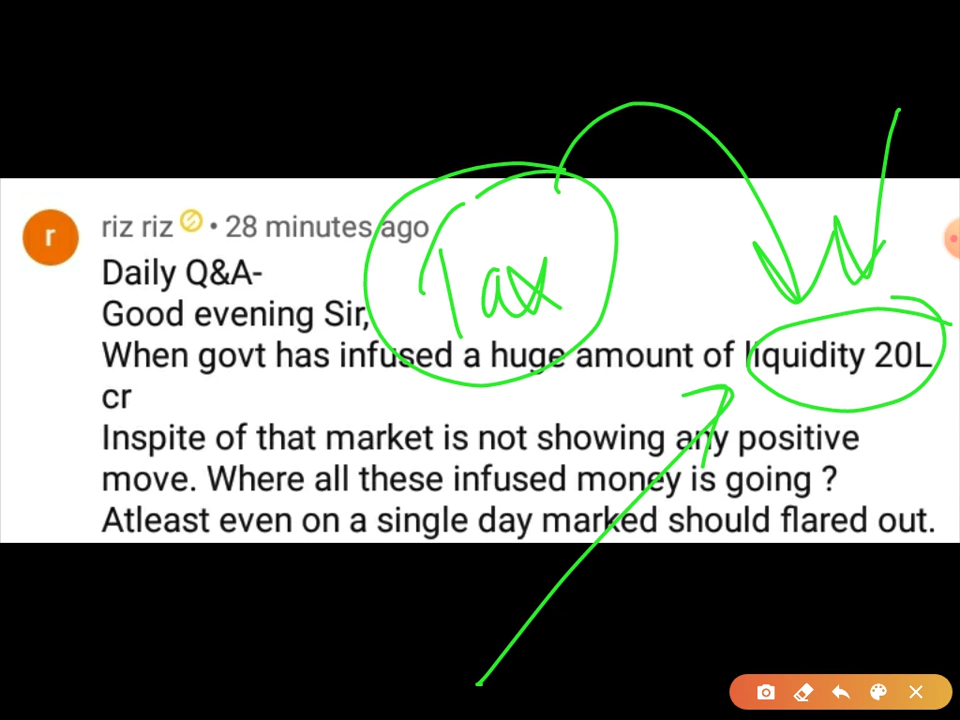 r riz riz • 28 minutes ago
Daily Q&A-
Good evening Sir,
Tax
When govt has infused a huge amount of liquidity 20L
cr
Inspite of that market is not showing any positive
move. Where all these infused money is going ?
Atleast even on a single day marked should flared out.